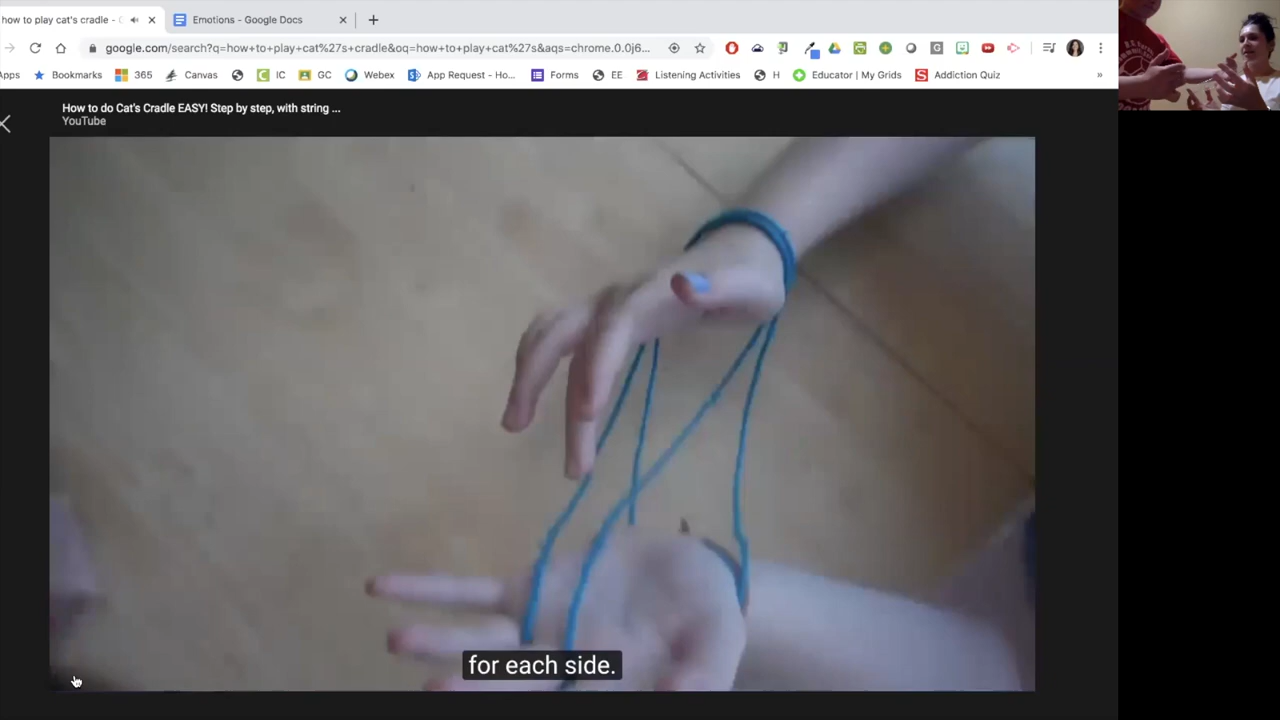 how to play cat's cradle - G
Emotions - Google Docs
google.com/search?q=how+to+play+cat%27s+cradle&oq=how+to+play+cat%27s&aqs=chrome.0.0j6...
Apps Bookmarks 365 Canvas IC GC Webex App Request - Ho... Forms EE Listening Activities H Educator | My Grids Addiction Quiz »
How to do Cat's Cradle EASY! Step by step, with string ...
YouTube
for each side.